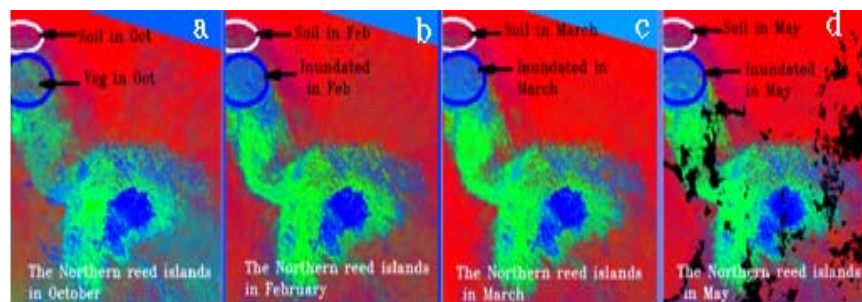 a
Soil in Oct
Veg in Oct
The Northern reed islands
in October
b
Soil in Feb
Inundated
in Feb
The Northern reed islands
in February
c
Soil in March
Inundated in
March
The Northern reed islands
in March
d
Soil in May
Inundated
in May
The Northern reed islands
in May